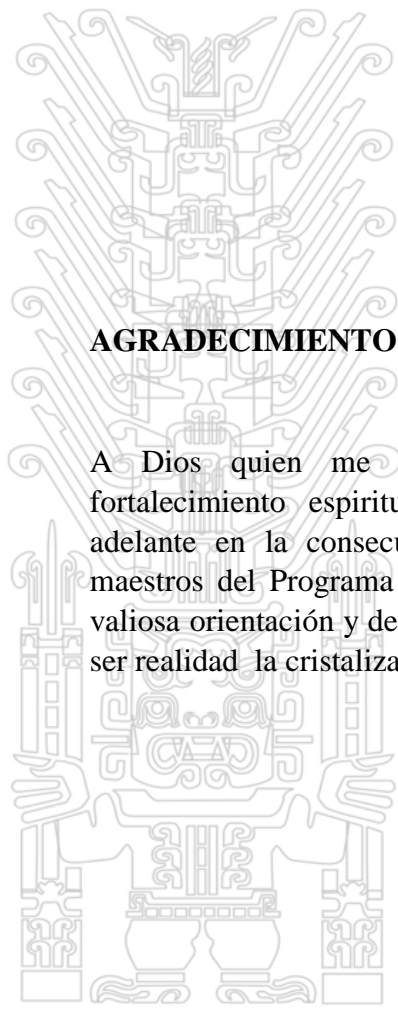 AGRADECIMIENTO
A Dios quien me
fortalecimiento espiritu
adelante en la consecu
maestros del Programa
valiosa orientación y de
ser realidad la cristaliza